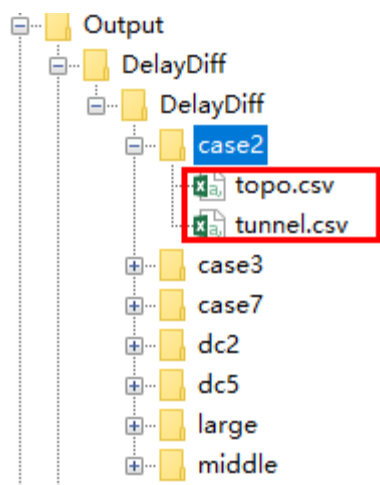 Output
DelayDiff
DelayDiff
case2
topo.csv
tunnel.csv
case3
case7
dc2
dc5
large
middle